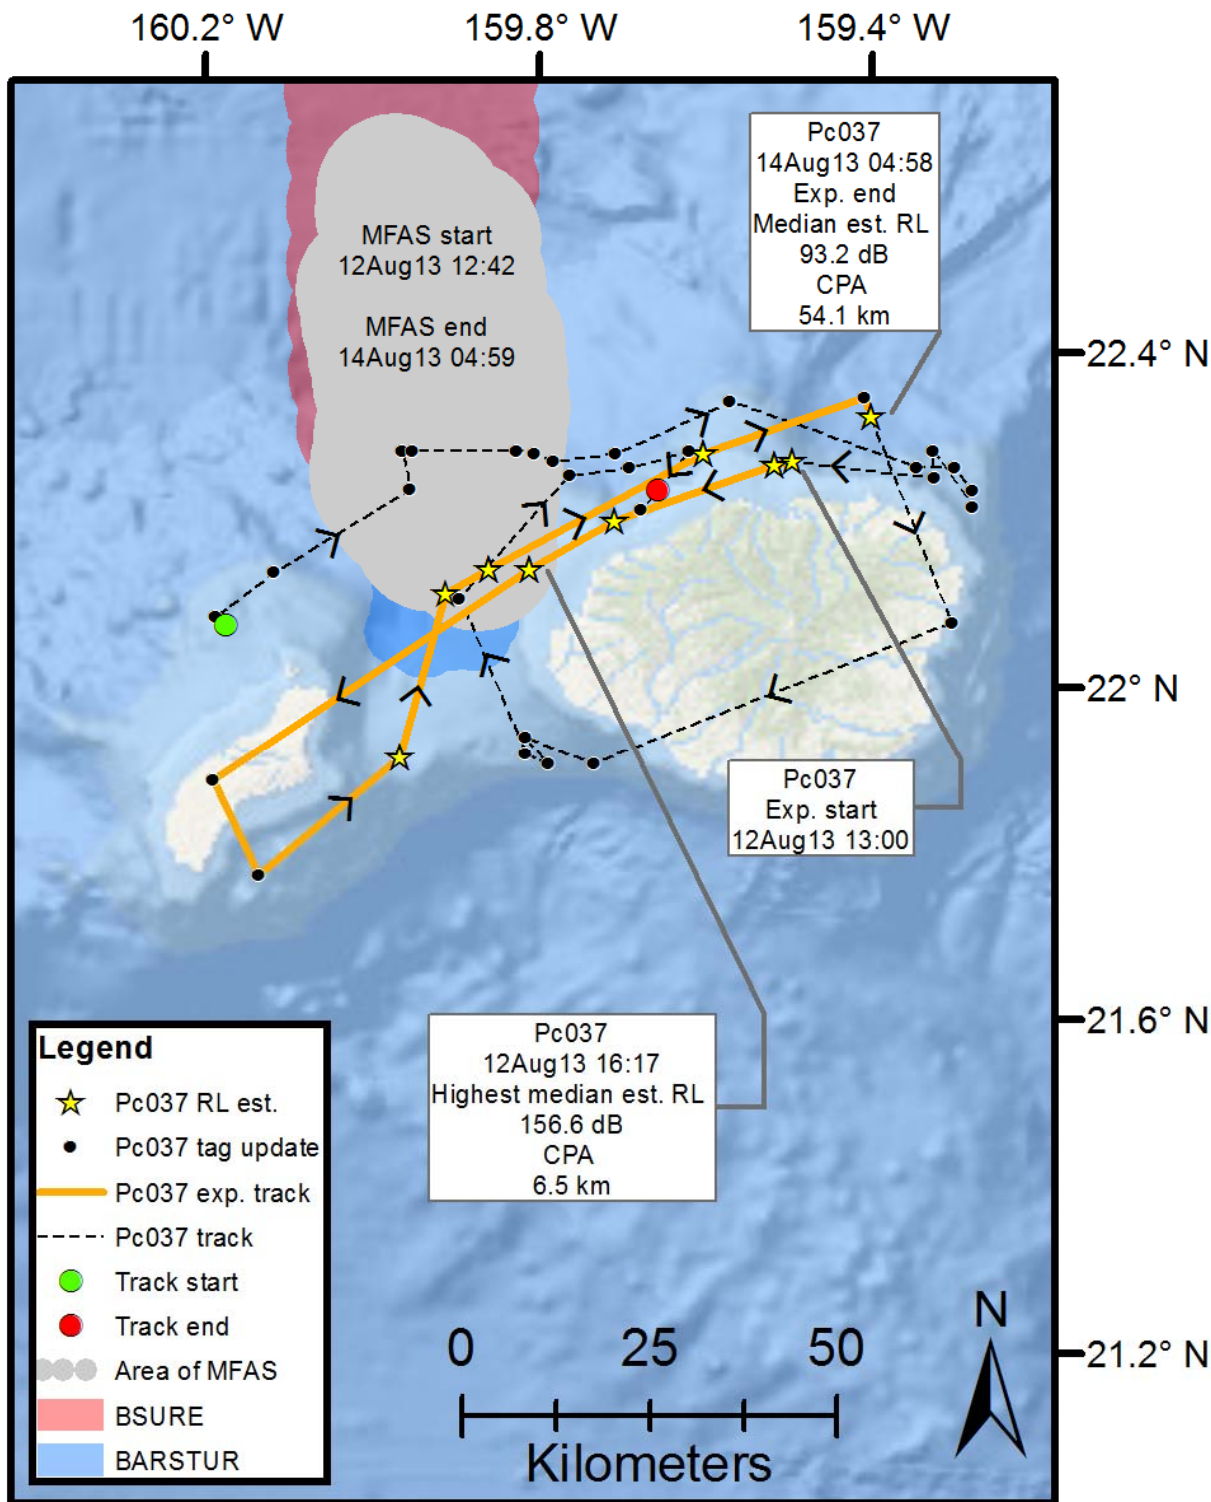 160.2° W
159.8° W
159.4° W
Pc037
14Aug13 04:58
Exp. end
Median est. RL
93.2 dB
CPA
54.1 km
MFAS start
12Aug13 12:42
MFAS end
14Aug13 04:59
22.4° N
22° N
Pc037
Exp. start
12Aug13 13:00
21.6° N
Pc037
12Aug13 16:17
Highest median est. RL
156.6 dB
CPA
6.5 km
Legend
Pc037 RL est.
Pc037 tag update
Pc037 exp. track
Pc037 track
Track start
Track end
Area of MFAS
BSURE
BARSTUR
N
0 25 50
Kilometers
21.2° N